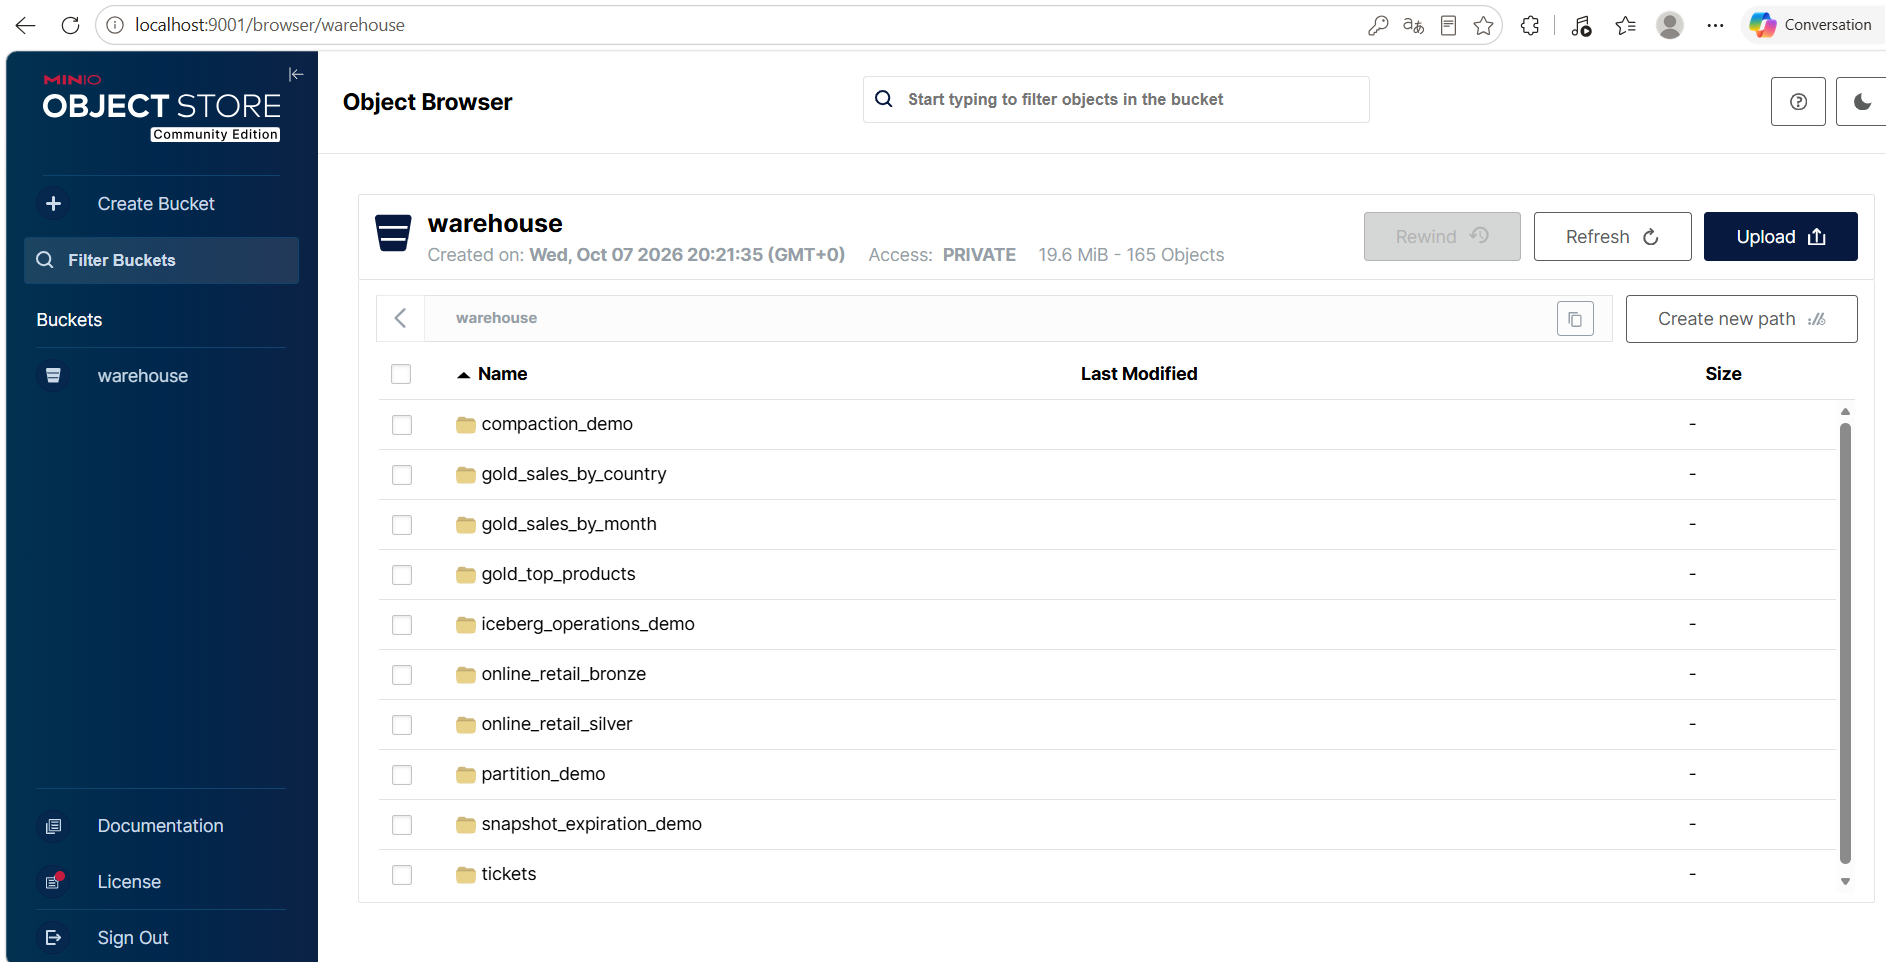 localhost:9001/browser/warehouse
Conversation
MINIO
OBJECT STORE
Community Edition
Create Bucket
Filter Buckets
Buckets
warehouse
Documentation
License
Sign Out
Object Browser
Start typing to filter objects in the bucket
warehouse
Created on: Wed, Oct 07 2026 20:21:35 (GMT+0) Access: PRIVATE 19.6 MiB - 165 Objects
Rewind
Refresh
Upload
warehouse
Create new path
Name Last Modified Size
compaction_demo -
gold_sales_by_country -
gold_sales_by_month -
gold_top_products -
iceberg_operations_demo -
online_retail_bronze -
online_retail_silver -
partition_demo -
snapshot_expiration_demo -
tickets -